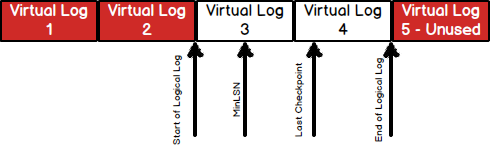 Virtual Log
1
Virtual Log
2
Virtual Log
3
Virtual Log
4
Virtual Log
5 - Unused
Start of Logical Log
MinLSN
Last Checkpoint
End of Logical Log